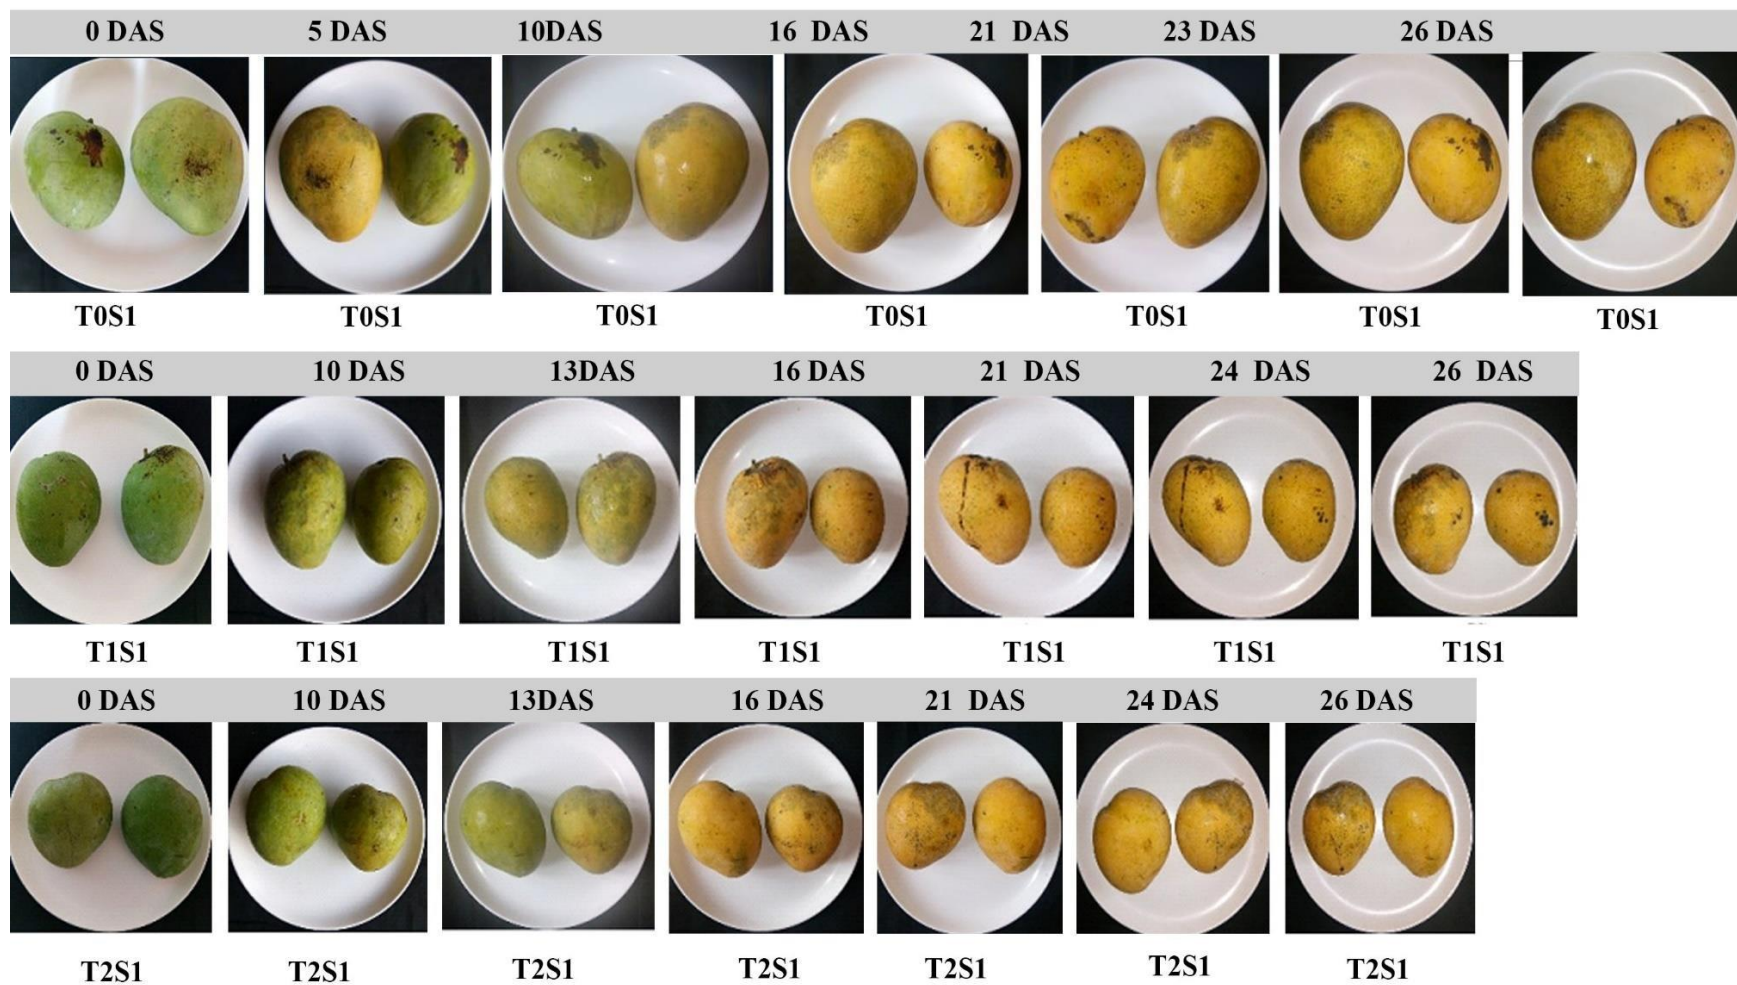 0 DAS 5 DAS 10DAS 16 DAS 21 DAS 23 DAS 26 DAS
T0S1 T0S1 T0S1 T0S1 T0S1 T0S1 T0S1
0 DAS 10 DAS 13DAS 16 DAS 21 DAS 24 DAS 26 DAS
T1S1 T1S1 T1S1 T1S1 T1S1 T1S1 T1S1
0 DAS 10 DAS 13DAS 16 DAS 21 DAS 24 DAS 26 DAS
T2S1 T2S1 T2S1 T2S1 T2S1 T2S1 T2S1